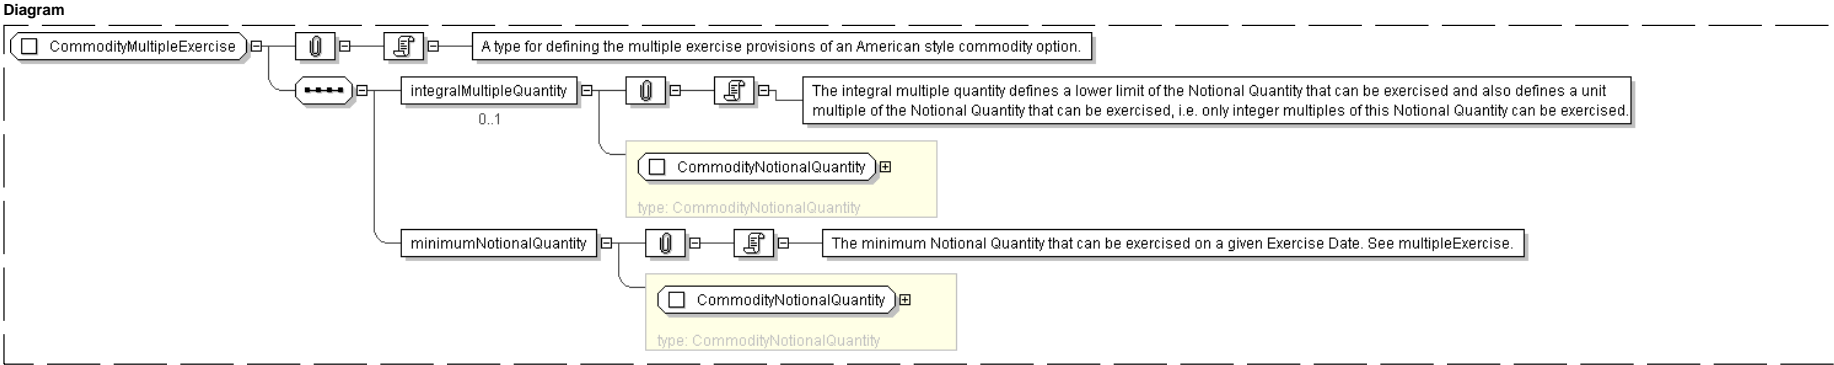 Diagram
CommodityMultipleExercise
A type for defining the multiple exercise provisions of an American style commodity option.
integralMultipleQuantity
0..1
The integral multiple quantity defines a lower limit of the Notional Quantity that can be exercised and also defines a unit
multiple of the Notional Quantity that can be exercised, i.e. only integer multiples of this Notional Quantity can be exercised.
CommodityNotionalQuantity
type: CommodityNotionalQuantity
minimumNotionalQuantity
The minimum Notional Quantity that can be exercised on a given Exercise Date. See multipleExercise.
CommodityNotionalQuantity
type: CommodityNotionalQuantity